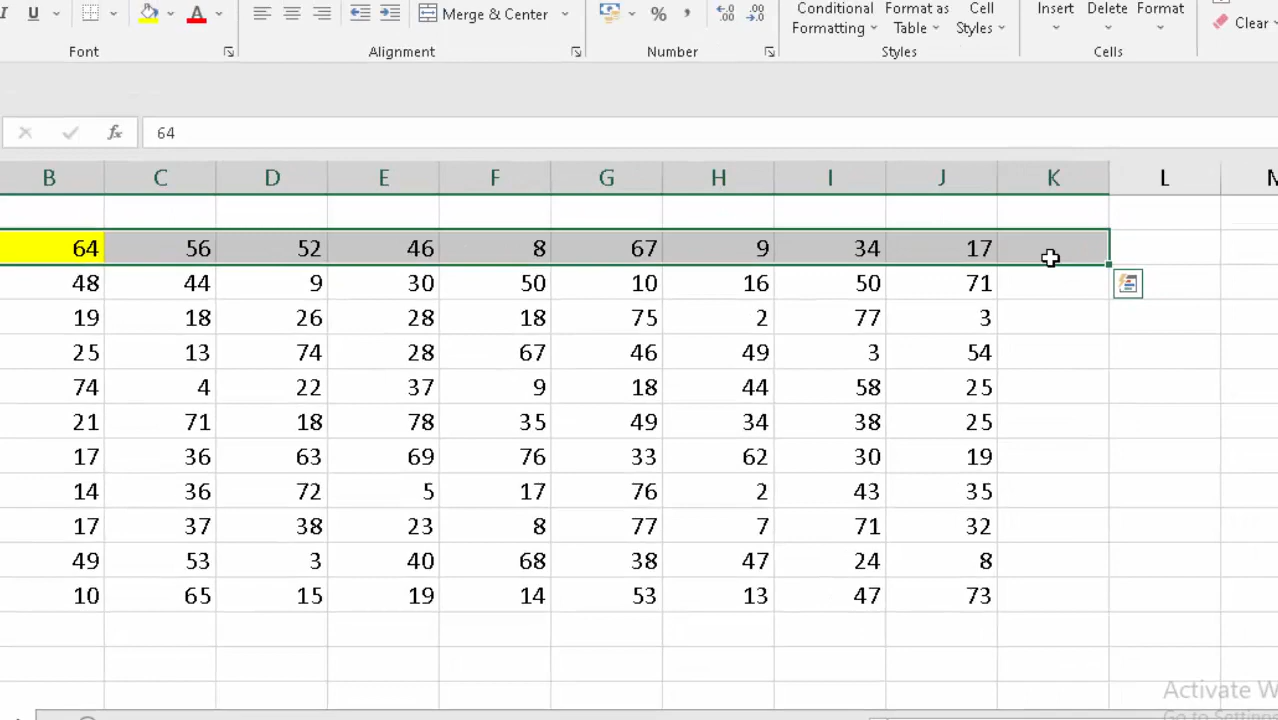 I U A Merge & Center % , Conditional Formatting Format as Table Cell Styles Insert Delete Format Clear
Font Alignment Number Styles Cells
fx 64
B C D E F G H I J K L M
64 56 52 46 8 67 9 34 17
48 44 9 30 50 10 16 50 71
19 18 26 28 18 75 2 77 3
25 13 74 28 67 46 49 3 54
74 4 22 37 9 18 44 58 25
21 71 18 78 35 49 34 38 25
17 36 63 69 76 33 62 30 19
14 36 72 5 17 76 2 43 35
17 37 38 23 8 77 7 71 32
49 53 3 40 68 38 47 24 8
10 65 15 19 14 53 13 47 73
Activate W
Go to Settings